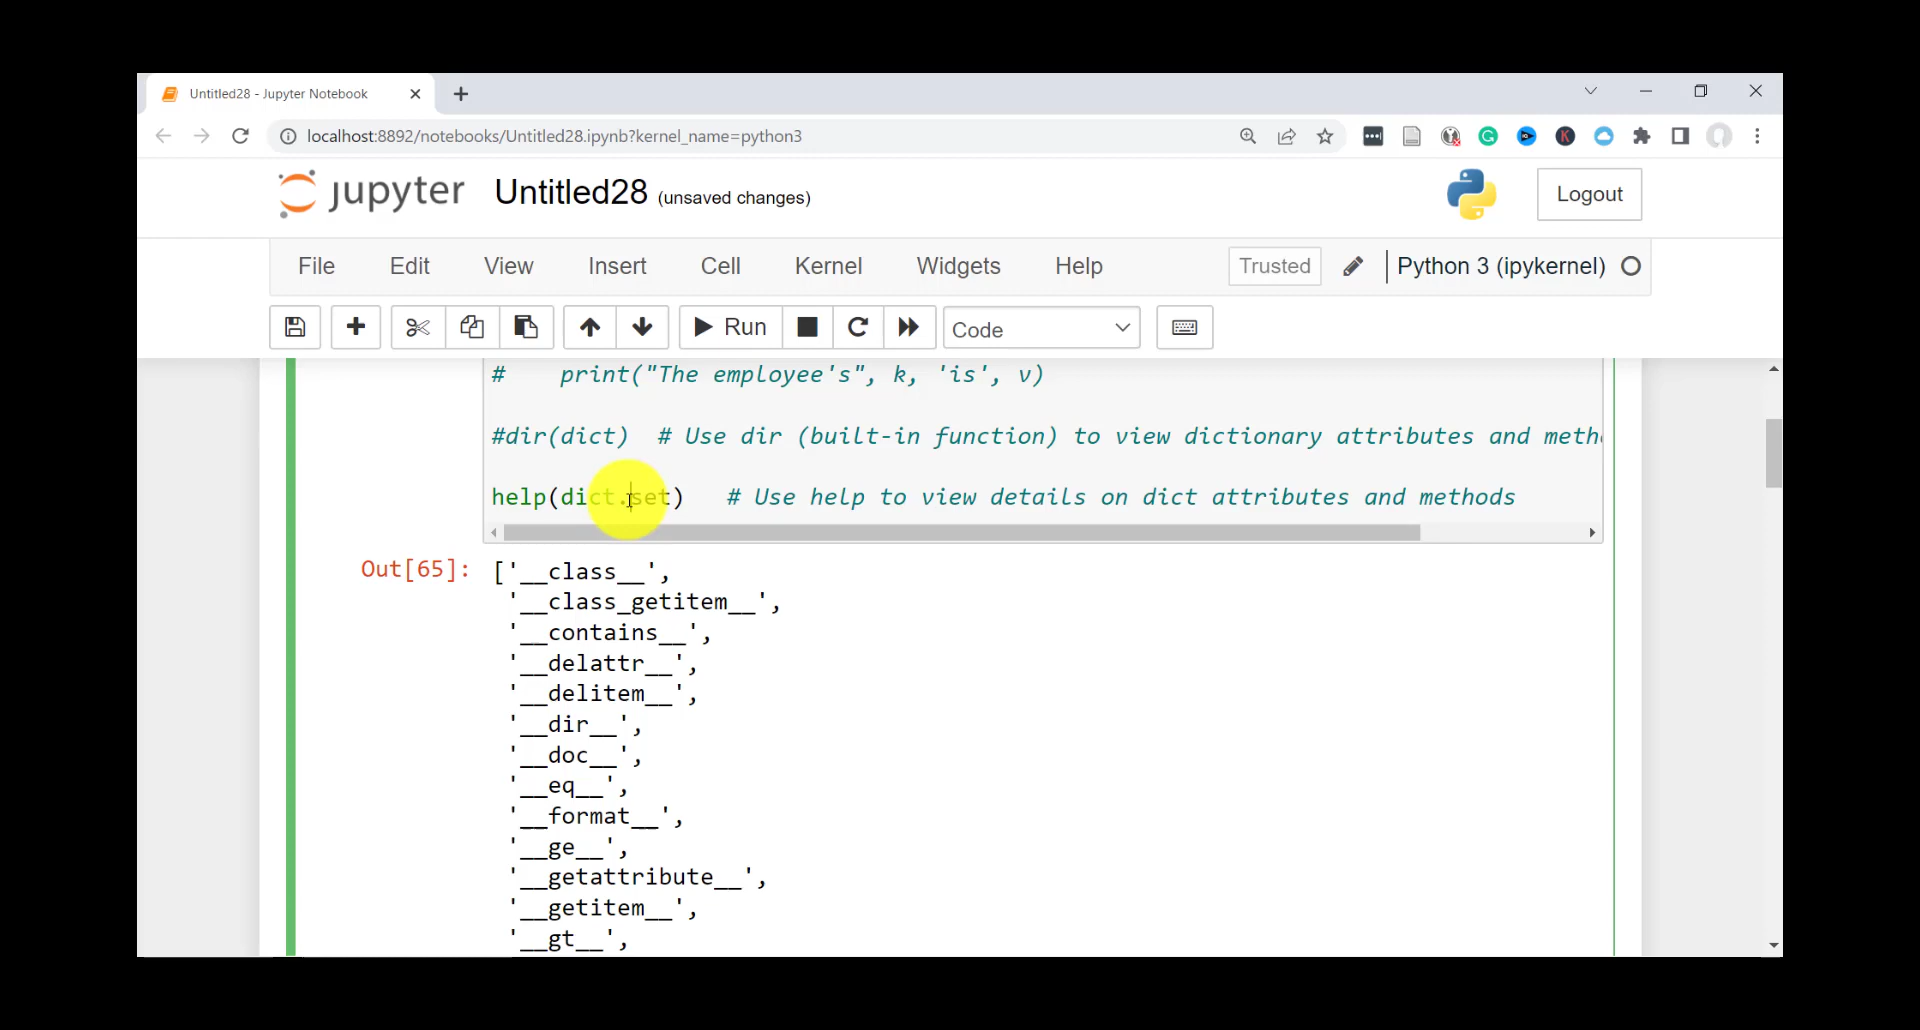 Untitled28 - Jupyter Notebook
localhost:8892/notebooks/Untitled28.ipynb?kernel_name=python3
jupyter Untitled28 (unsaved changes)
Logout
File Edit View Insert Cell Kernel Widgets Help Trusted Python 3 (ipykernel)
Run Code
#    print("The employee's", k, 'is', v)
#dir(dict)  # Use dir (built-in function) to view dictionary attributes and meth
help(dict.set)   # Use help to view details on dict attributes and methods
Out[65]: ['__class__',
'__class_getitem__',
'__contains__',
'__delattr__',
'__delitem__',
'__dir__',
'__doc__',
'__eq__',
'__format__',
'__ge__',
'__getattribute__',
'__getitem__',
'__gt__',